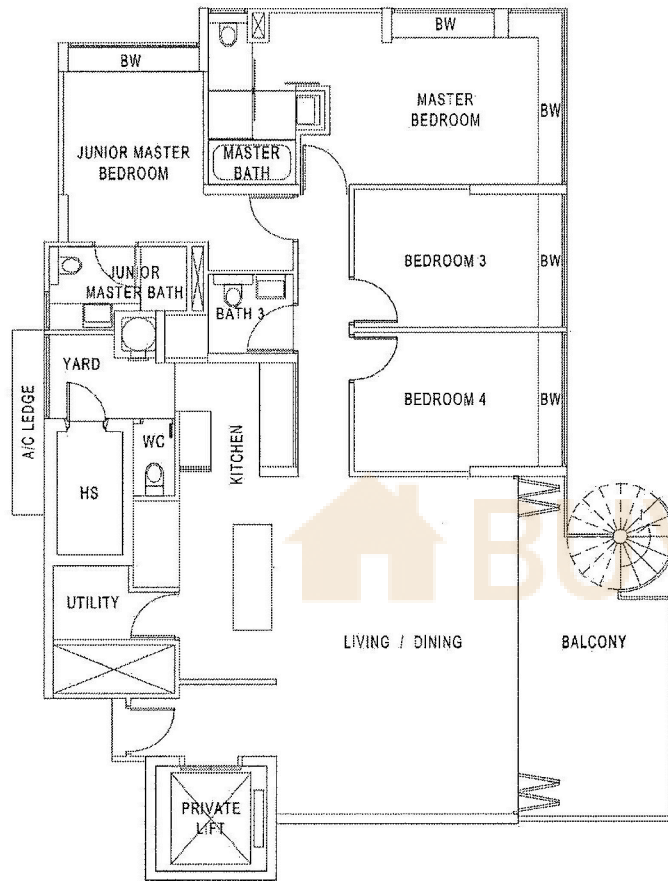 BW
BW
MASTER
BEDROOM
BW
JUNIOR MASTER
BEDROOM
MASTER
BATH
BEDROOM 3
BW
JUNIOR
MASTER BATH
BATH 3
YARD
A/C LEDGE
BEDROOM 4
BW
WC
KITCHEN
HS
UTILITY
LIVING / DINING
BALCONY
PRIVATE
LIFT